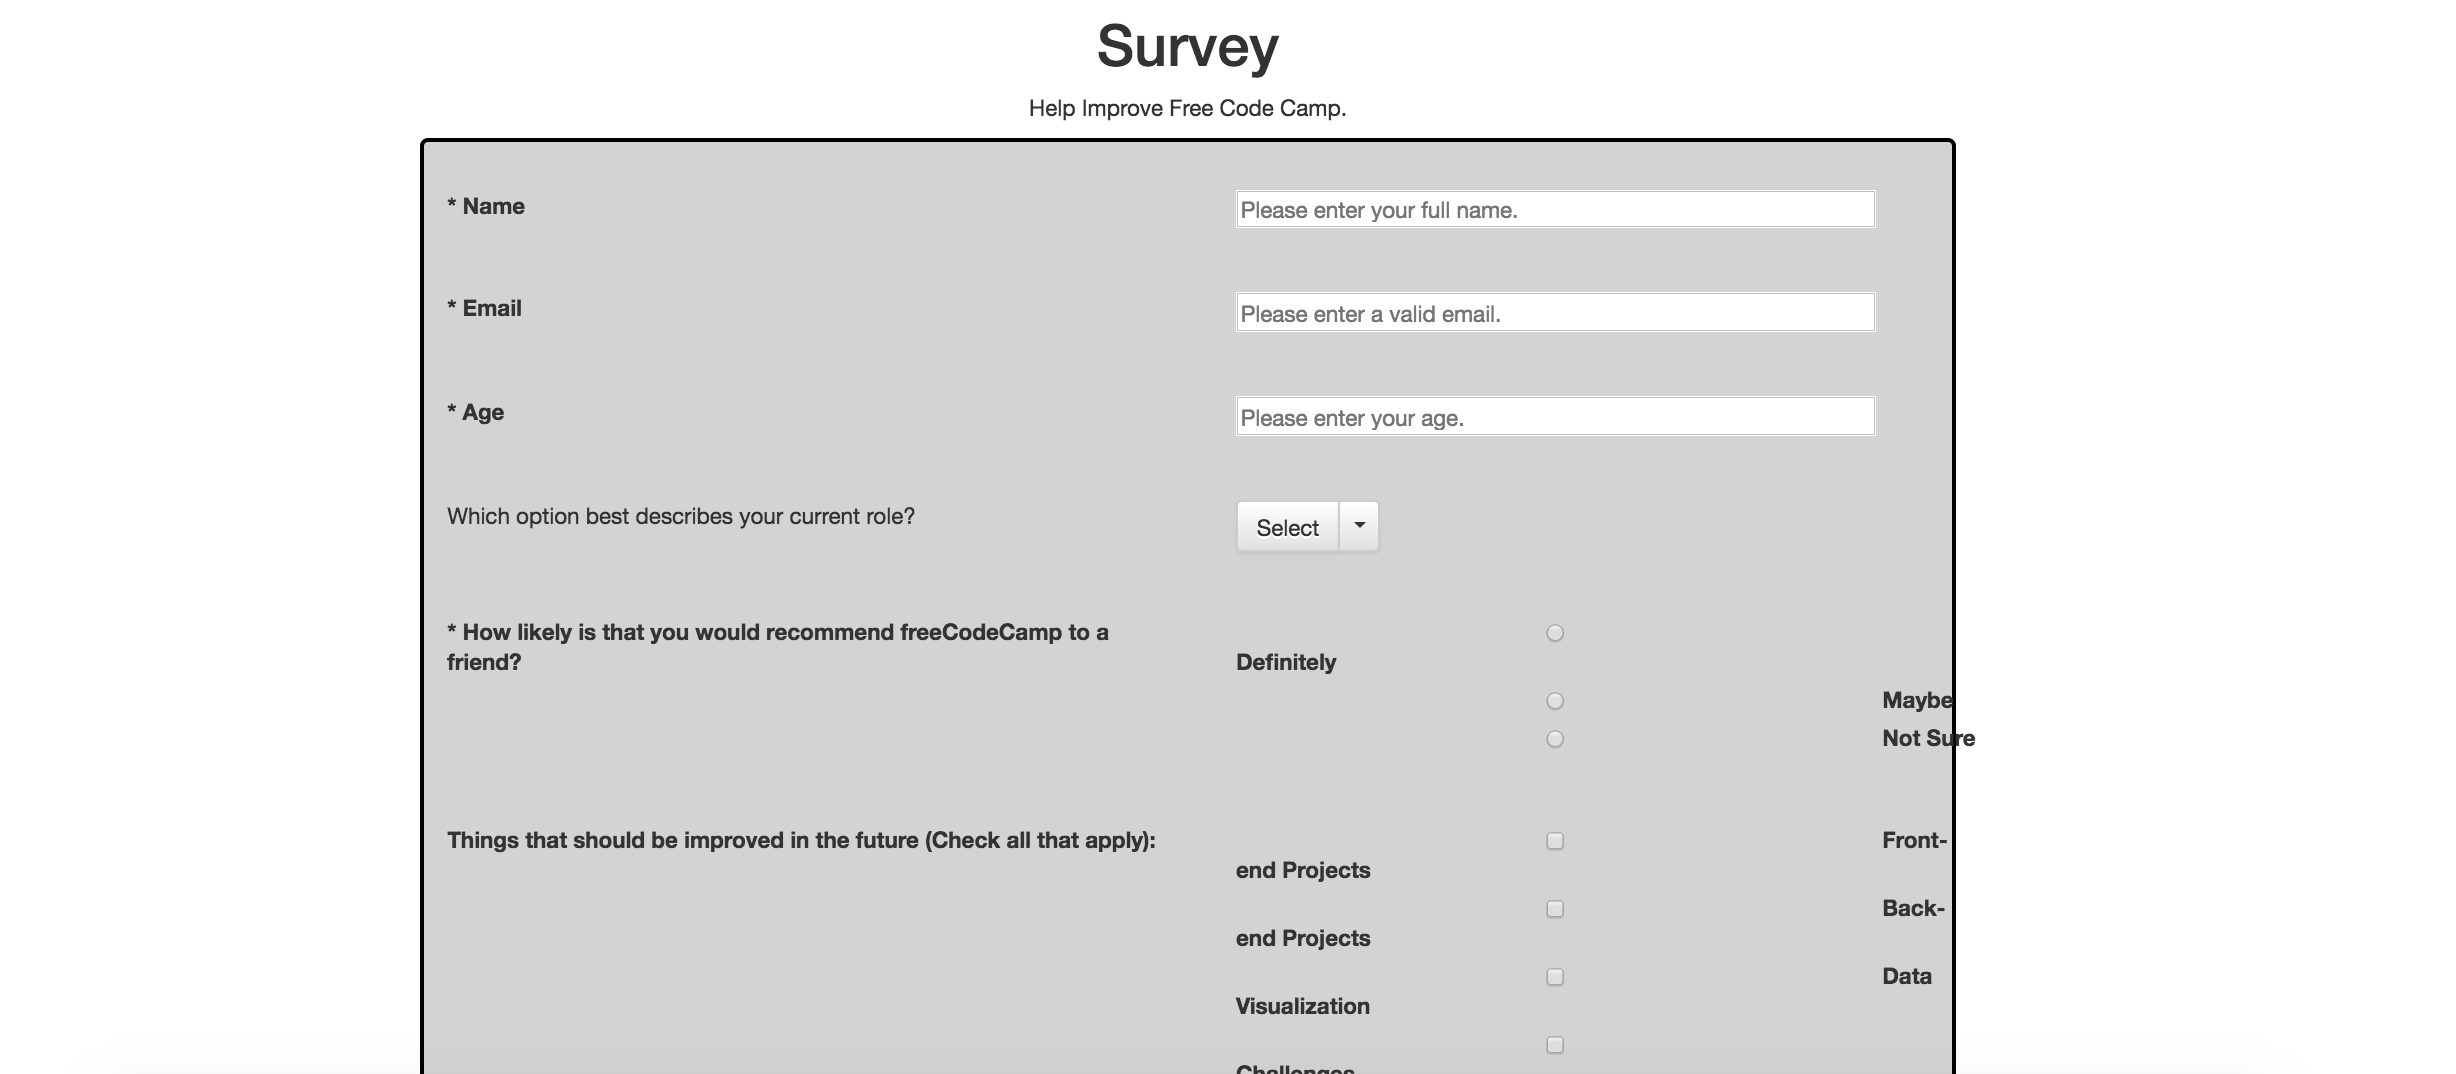 Survey
Help Improve Free Code Camp.
* Name
Please enter your full name.
* Email
Please enter a valid email.
* Age
Please enter your age.
Which option best describes your current role?
Select
* How likely is that you would recommend freeCodeCamp to a
friend?
Definitely
Maybe
Not Sure
Things that should be improved in the future (Check all that apply):
Front-
end Projects
Back-
end Projects
Data
Visualization
Challenges